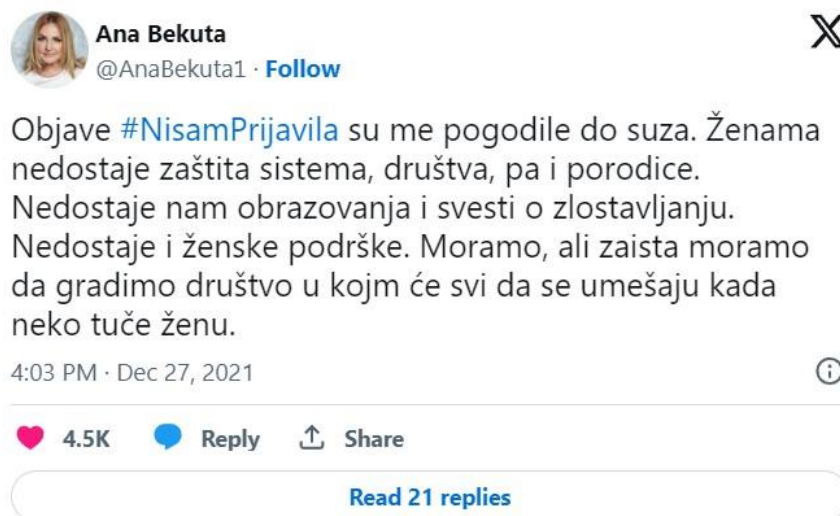 Ana Bekuta
@AnaBekuta1 · Follow
Objave #NisamPrijavila su me pogodile do suza. Ženama
nedostaje zaštita sistema, društva, pa i porodice.
Nedostaje nam obrazovanja i svesti o zlostavljanju.
Nedostaje i ženske podrške. Moramo, ali zaista moramo
da gradimo društvo u kojm će svi da se umešaju kada
neko tuče ženu.
4:03 PM · Dec 27, 2021
4.5K Reply Share
Read 21 replies